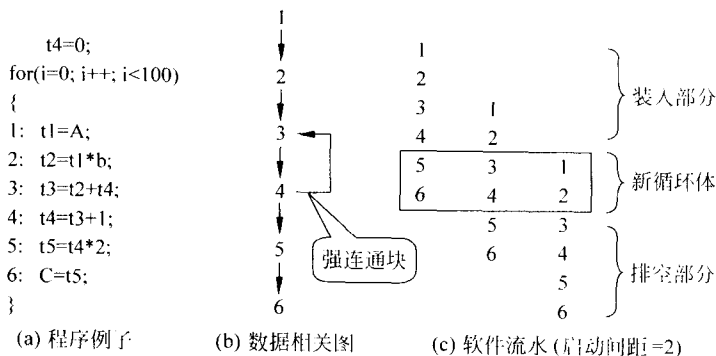 t4=0;
for(i=0; i++; i<100)
{
1: t1=A;
2: t2=t1*b;
3: t3=t2+t4;
4: t4=t3+1;
5: t5=t4*2;
6: C=t5;
}
(a) 程序例子
1
2
3
4
5
6
强连通块
(b) 数据相关图
1
2
3 1
4 2
5 3 1
6 4 2
5 3
6 4
5
6
装入部分
新循环体
排空部分
(c) 软件流水(启动间距=2)